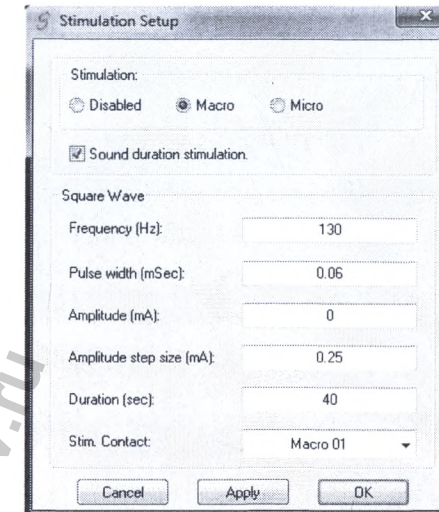 Stimulation Setup
Stimulation:
Disabled Macro Micro
Sound duration stimulation.
Square Wave
Frequency (Hz): 130
Pulse width (mSec): 0.06
Amplitude (mA): 0
Amplitude step size (mA): 0.25
Duration (sec): 40
Stim. Contact: Macro 01
Cancel Apply OK